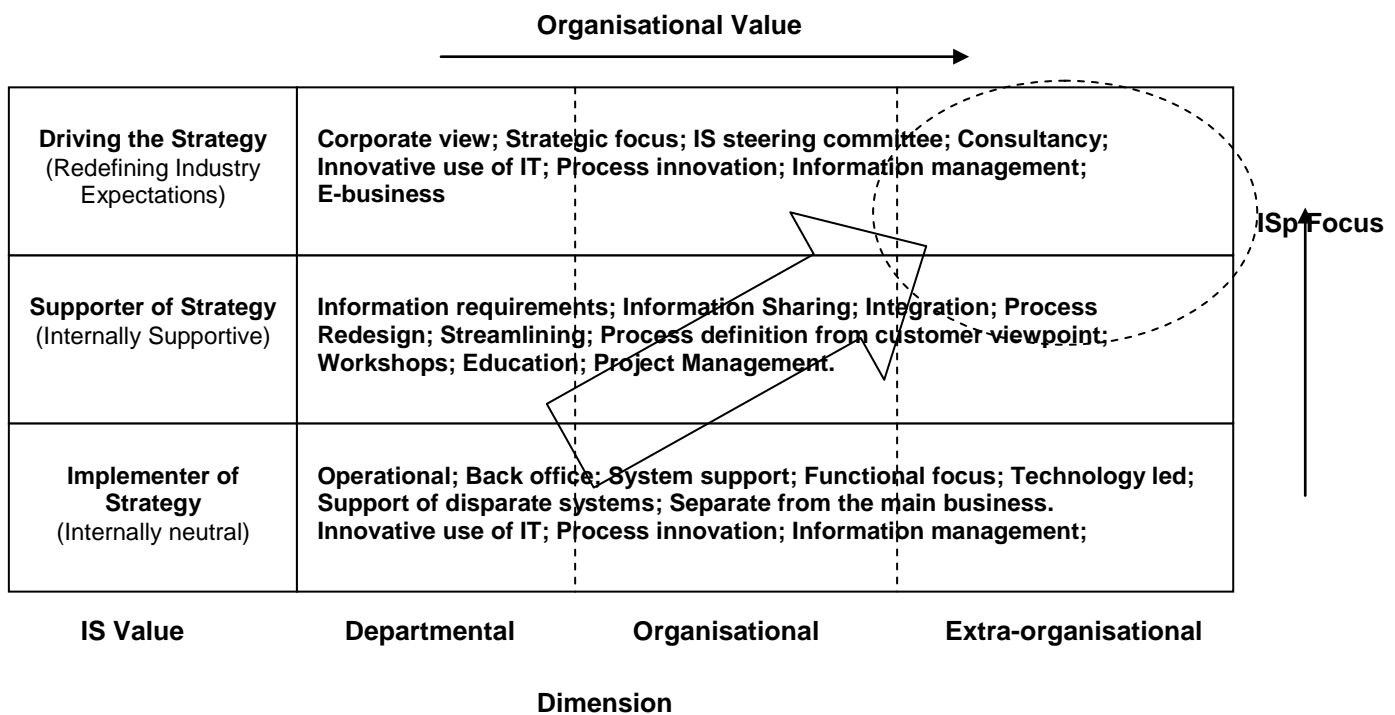 Organisational Value
Driving the Strategy
(Redefining Industry
Expectations)
Corporate view; Strategic focus; IS steering committee; Consultancy;
Innovative use of IT; Process innovation; Information management;
E-business
ISp Focus
Supporter of Strategy
(Internally Supportive)
Information requirements; Information Sharing; Integration; Process
Redesign; Streamlining; Process definition from customer viewpoint;
Workshops; Education; Project Management.
Implementer of
Strategy
(Internally neutral)
Operational; Back office; System support; Functional focus; Technology led;
Support of disparate systems; Separate from the main business.
Innovative use of IT; Process innovation; Information management;
IS Value
Departmental
Organisational
Extra-organisational
Dimension